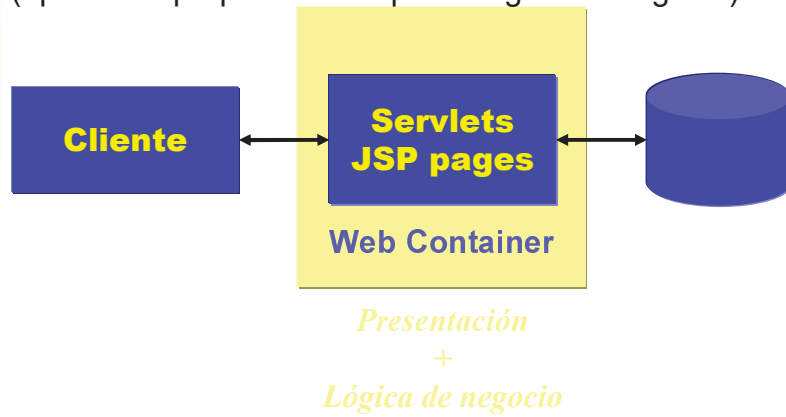 Cliente
Servlets
JSP pages
Web Container
Presentación
+
Lógica de negocio